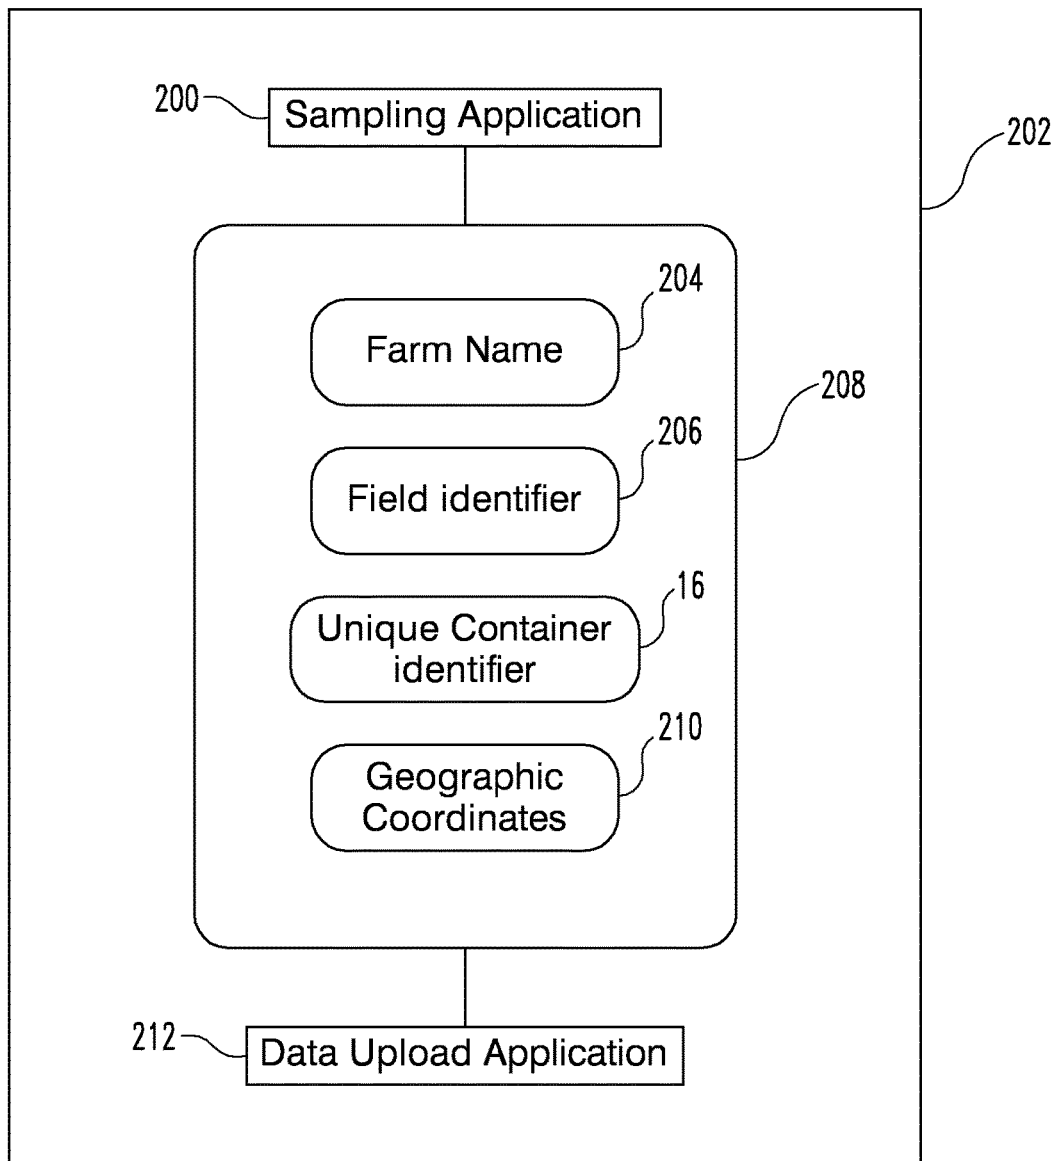 200
Sampling Application
202
204
Farm Name
208
206
Field identifier
16
Unique Container
identifier
210
Geographic
Coordinates
212
Data Upload Application